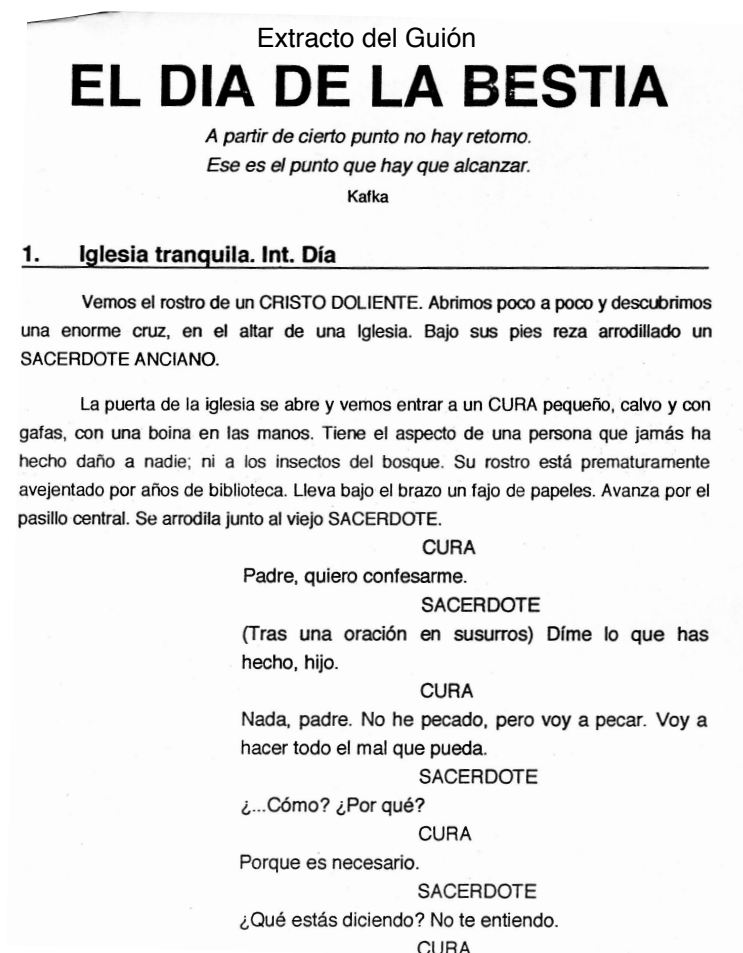 Extracto del Guión
EL DIA DE LA BESTIA
A partir de cierto punto no hay retorno.
Ese es el punto que hay que alcanzar.
Kafka
1. Iglesia tranquila. Int. Día
Vemos el rostro de un CRISTO DOLIENTE. Abrimos poco a poco y descubrimos
una enorme cruz, en el altar de una Iglesia. Bajo sus pies reza arrodillado un
SACERDOTE ANCIANO.
La puerta de la iglesia se abre y vemos entrar a un CURA pequeño, calvo y con
gafas, con una boina en las manos. Tiene el aspecto de una persona que jamás ha
hecho daño a nadie; ni a los insectos del bosque. Su rostro está prematuramente
avejentado por años de biblioteca. Lleva bajo el brazo un fajo de papeles. Avanza por el
pasillo central. Se arrodila junto al viejo SACERDOTE.
CURA
Padre, quiero confesarme.
SACERDOTE
(Tras una oración en susurros) Díme lo que has
hecho, hijo.
CURA
Nada, padre. No he pecado, pero voy a pecar. Voy a
hacer todo el mal que pueda.
SACERDOTE
¿...Cómo? ¿Por qué?
CURA
Porque es necesario.
SACERDOTE
¿Qué estás diciendo? No te entiendo.
CURA